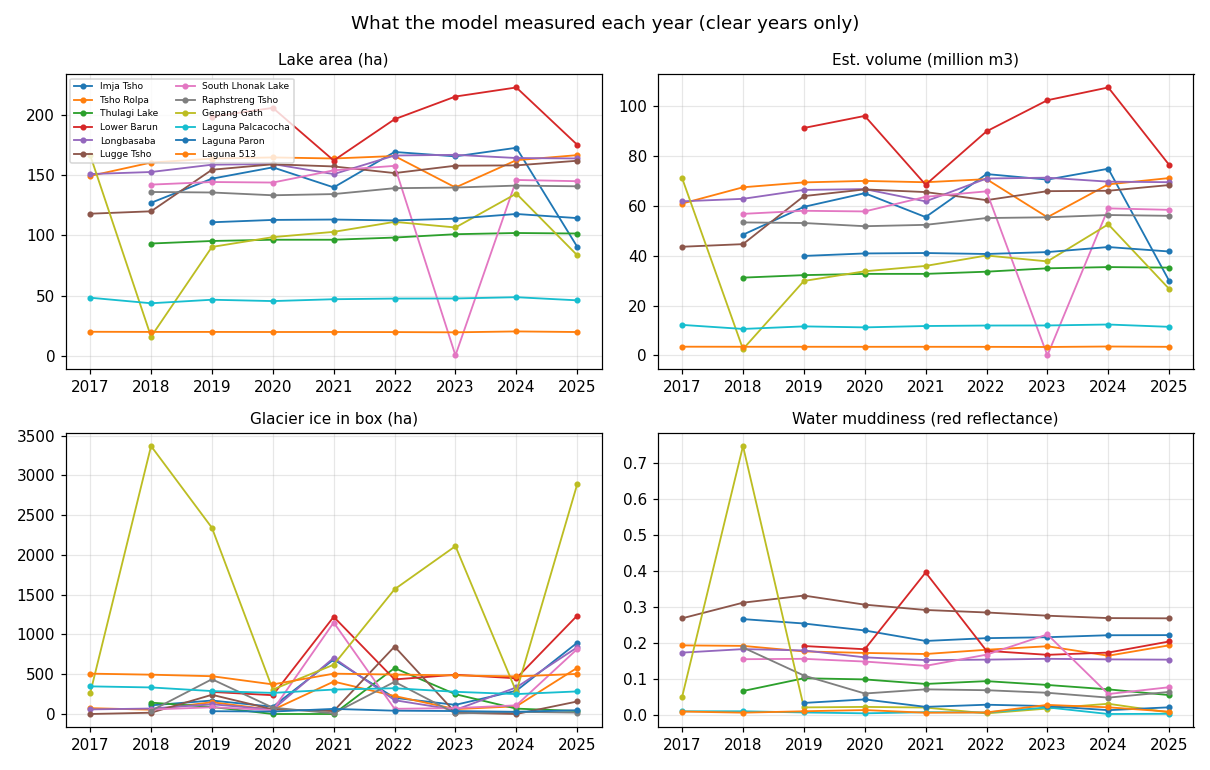 What the model measured each year (clear years only)
Lake area (ha)
Imja Tsho
Tsho Rolpa
Thulagi Lake
Lower Barun
Longbasaba
Lugge Tsho
South Lhonak Lake
Raphstreng Tsho
Gepang Gath
Laguna Palcacocha
Laguna Paron
Laguna 513
200
150
100
50
0
2017 2018 2019 2020 2021 2022 2023 2024 2025
Est. volume (million m3)
100
80
60
40
20
0
2017 2018 2019 2020 2021 2022 2023 2024 2025
Glacier ice in box (ha)
3500
3000
2500
2000
1500
1000
500
0
2017 2018 2019 2020 2021 2022 2023 2024 2025
Water muddiness (red reflectance)
0.7
0.6
0.5
0.4
0.3
0.2
0.1
0.0
2017 2018 2019 2020 2021 2022 2023 2024 2025